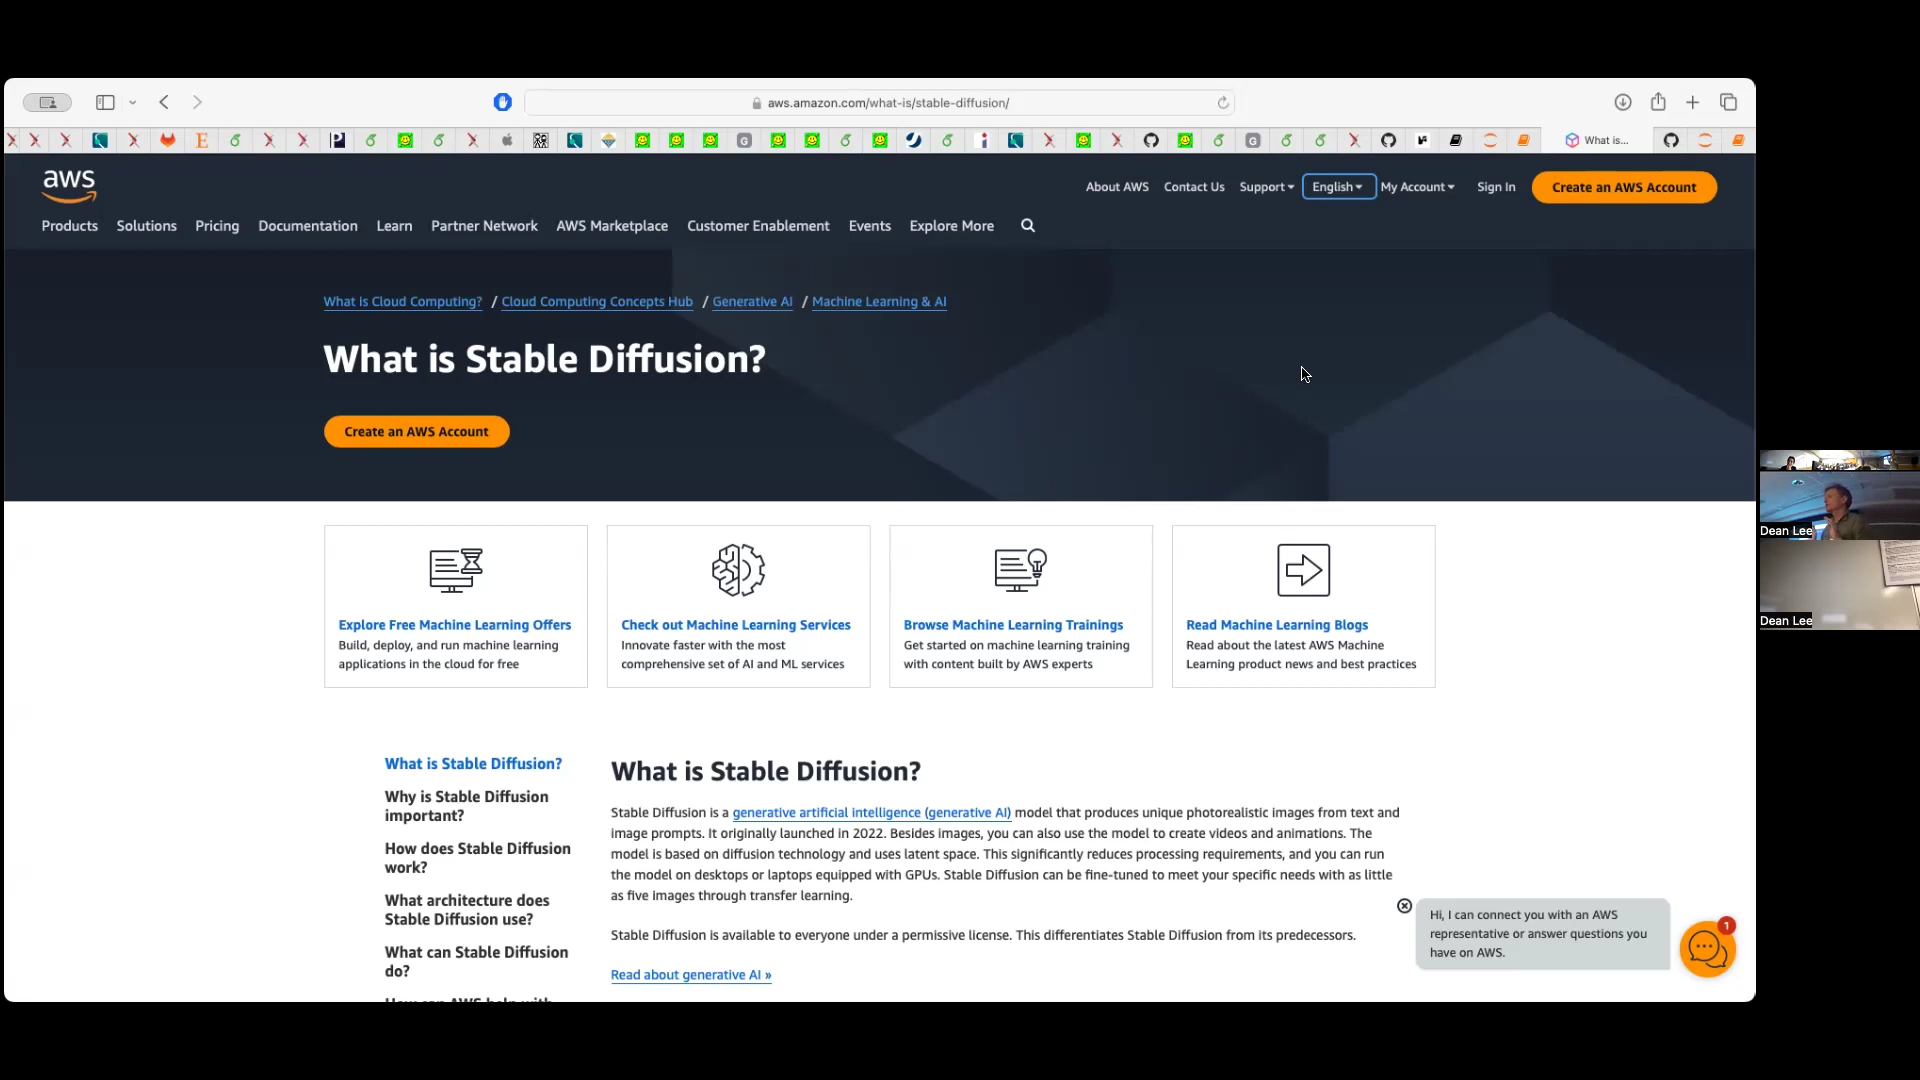 aws.amazon.com/what-is/stable-diffusion/
What is...
aws
About AWS Contact Us Support English My Account Sign In Create an AWS Account
Products Solutions Pricing Documentation Learn Partner Network AWS Marketplace Customer Enablement Events Explore More
What is Cloud Computing? / Cloud Computing Concepts Hub / Generative AI / Machine Learning & AI
What is Stable Diffusion?
Create an AWS Account
Explore Free Machine Learning Offers
Build, deploy, and run machine learning
applications in the cloud for free
Check out Machine Learning Services
Innovate faster with the most
comprehensive set of AI and ML services
Browse Machine Learning Trainings
Get started on machine learning training
with content built by AWS experts
Read Machine Learning Blogs
Read about the latest AWS Machine
Learning product news and best practices
What is Stable Diffusion?
Why is Stable Diffusion
important?
How does Stable Diffusion
work?
What architecture does
Stable Diffusion use?
What can Stable Diffusion
do?
How can AWS help with
What is Stable Diffusion?
Stable Diffusion is a generative artificial intelligence (generative AI) model that produces unique photorealistic images from text and
image prompts. It originally launched in 2022. Besides images, you can also use the model to create videos and animations. The
model is based on diffusion technology and uses latent space. This significantly reduces processing requirements, and you can run
the model on desktops or laptops equipped with GPUs. Stable Diffusion can be fine-tuned to meet your specific needs with as little
as five images through transfer learning.
Stable Diffusion is available to everyone under a permissive license. This differentiates Stable Diffusion from its predecessors.
Read about generative AI »
Hi, I can connect you with an AWS
representative or answer questions you
have on AWS.
1
Dean Lee
Dean Lee